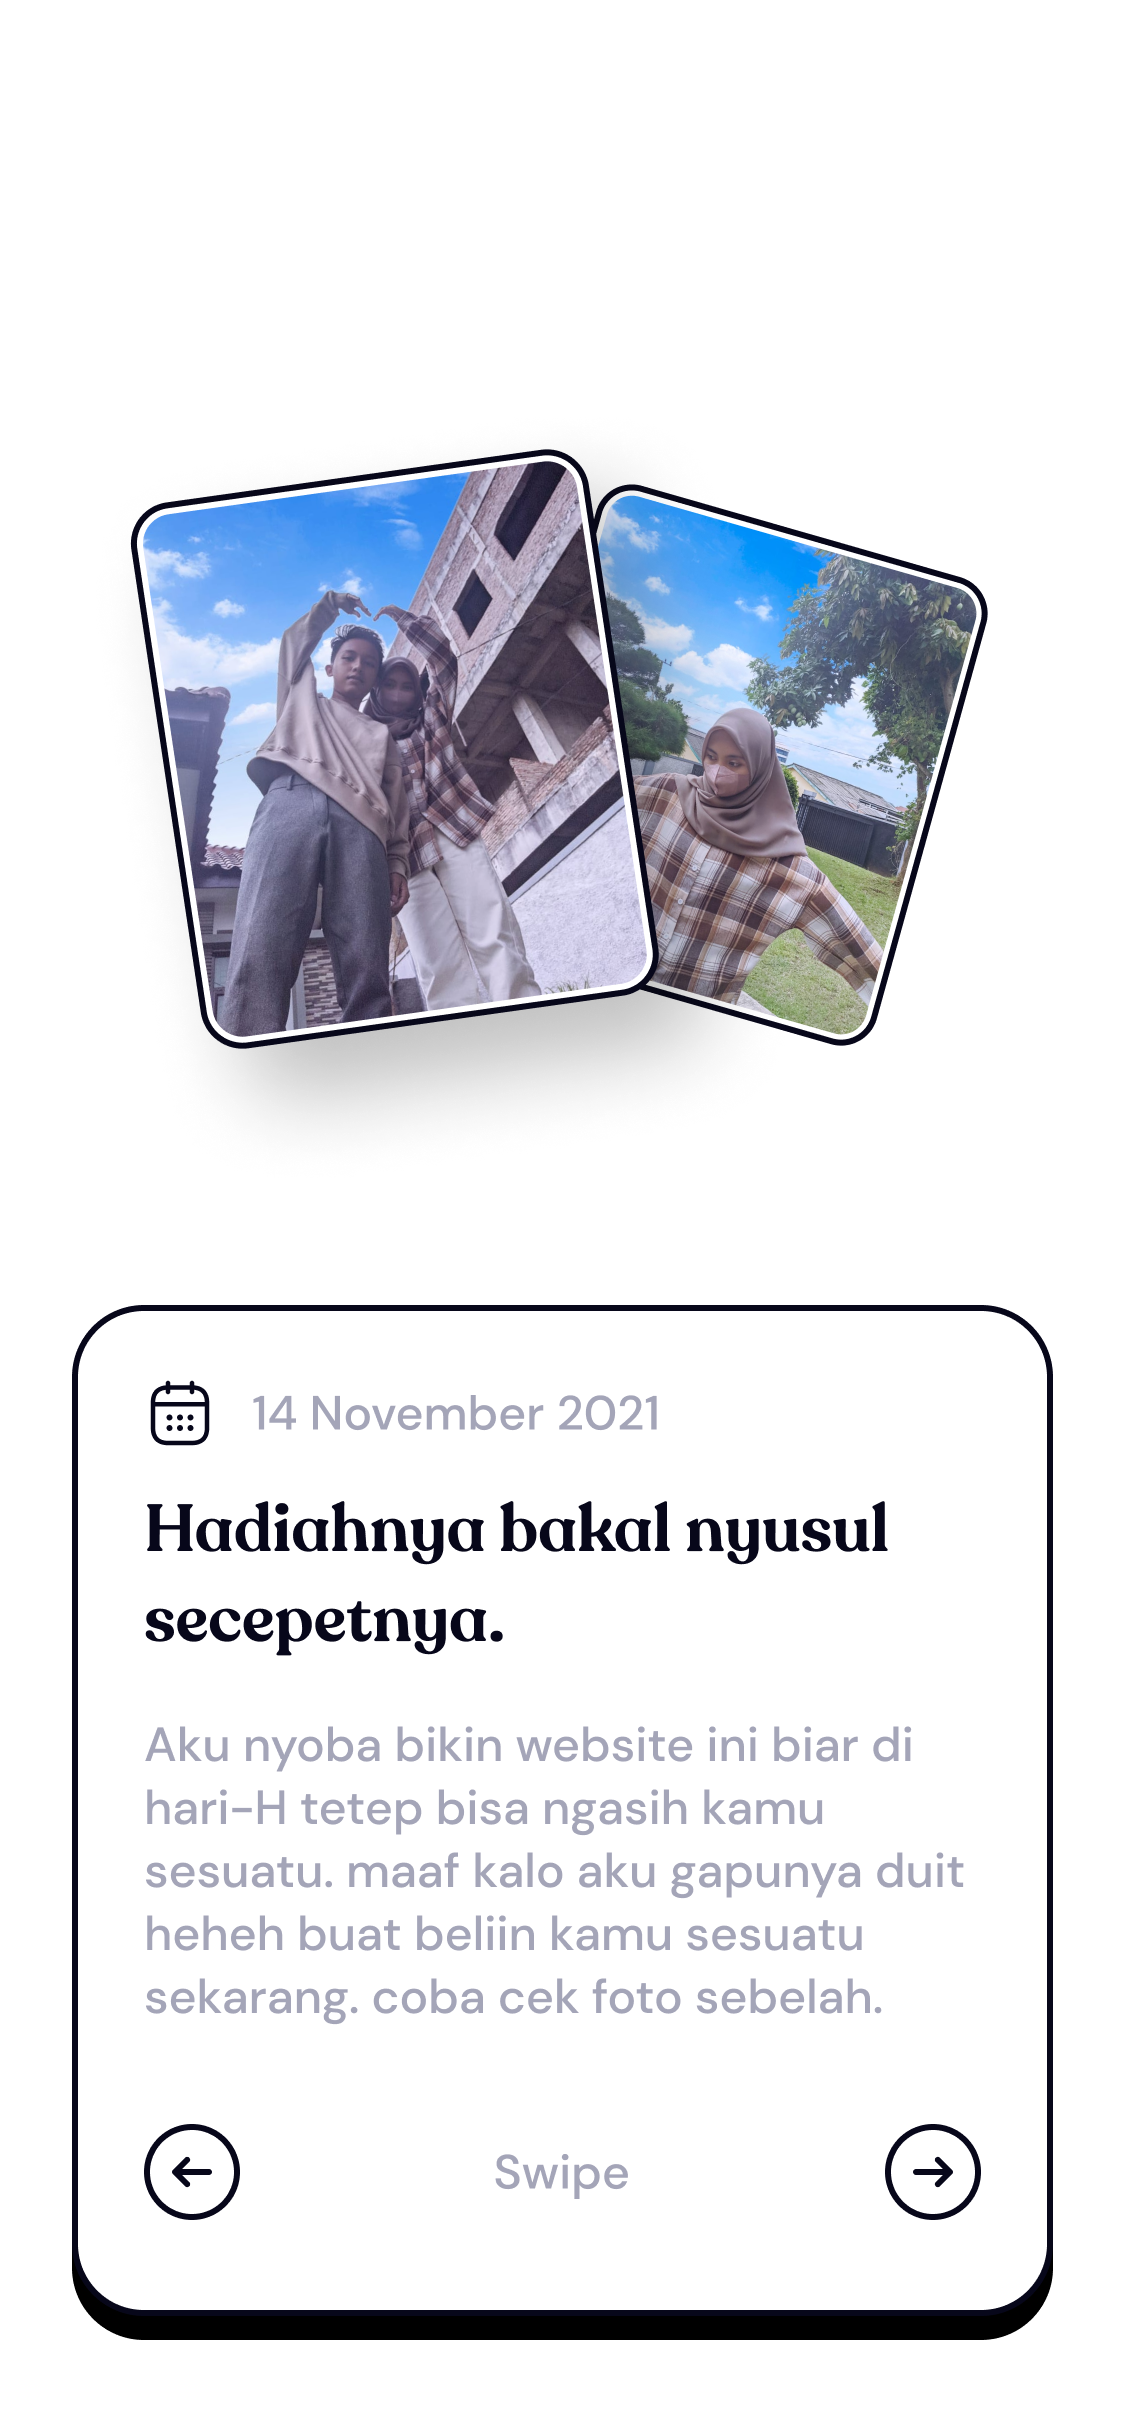 14 November 2021
Hadiahnya bakal nyusul
secepetnya.
Aku nyoba bikin website ini biar di
hari-H tetep bisa ngasih kamu
sesuatu. maaf kalo aku gapunya duit
heheh buat beliin kamu sesuatu
sekarang. coba cek foto sebelah.
Swipe